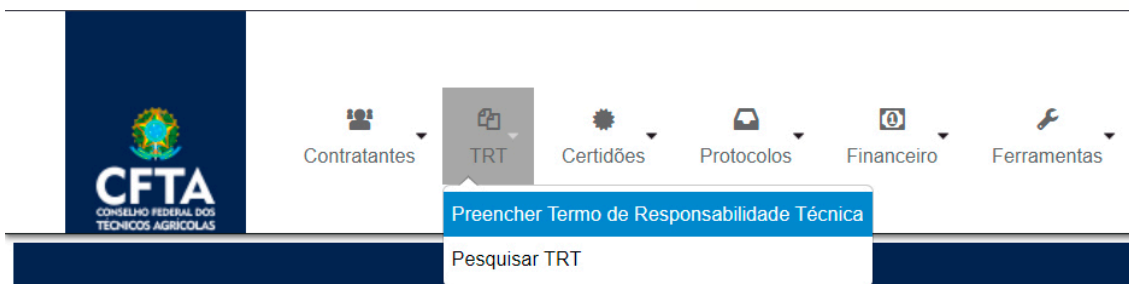 Contratantes
TRT
Certidões
Protocolos
Financeiro
Ferramentas
CFTA
CONSELHO FEDERAL DOS
TÉCNICOS AGRÍCOLAS
Preencher Termo de Responsabilidade Técnica
Pesquisar TRT